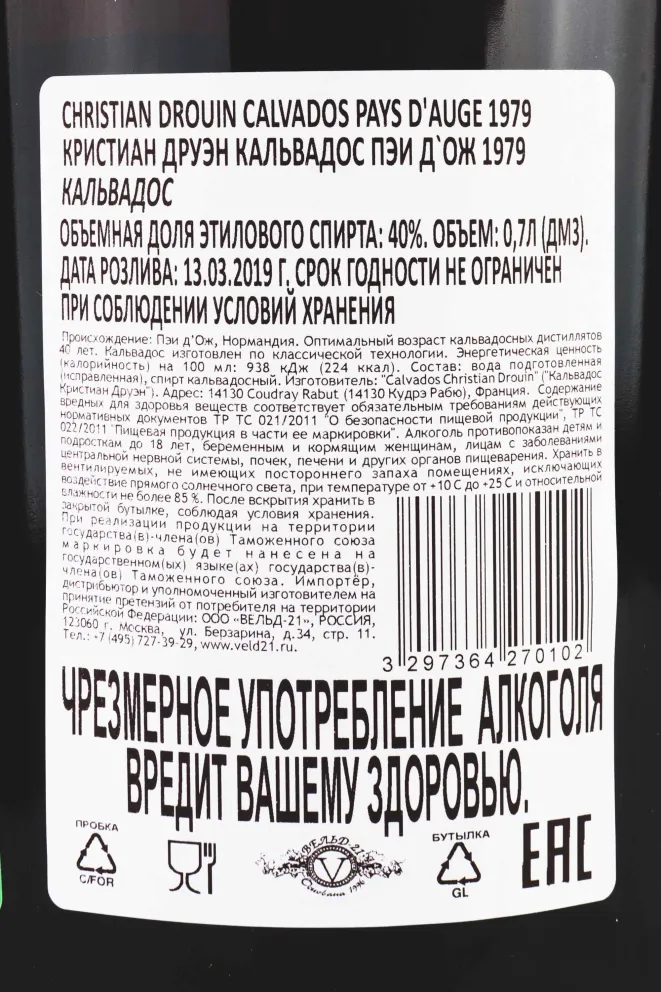 CHRISTIAN DROUIN CALVADOS PAYS D'AUGE 1979
КРИСТИАН ДРУЭН КАЛЬВАДОС ПЭИ Д`ОЖ 1979
КАЛЬВАДОС
ОБЪЕМНАЯ ДОЛЯ ЭТИЛОВОГО СПИРТА: 40%. ОБЪЕМ: 0,7Л (ДМ3).
ДАТА РОЗЛИВА: 13.03.2019 Г. СРОК ГОДНОСТИ НЕ ОГРАНИЧЕН
ПРИ СОБЛЮДЕНИИ УСЛОВИЙ ХРАНЕНИЯ
Происхождение: Пэи д'Ож, Нормандия. Оптимальный возраст кальвадосных дистиллятов
40 лет. Кальвадос изготовлен по классической технологии. Энергетическая ценность
(калорийность) на 100 мл: 938 кДж (224 ккал). Состав: вода подготовленная
(исправленная), спирт кальвадосный. Изготовитель: "Calvados Christian Drouin" ("Кальвадос
Кристиан Друэн"). Адрес: 14130 Coudray Rabut (14130 Кудрэ Рабю), Франция. Содержание
вредных для здоровья веществ соответствует обязательным требованиям действующих
нормативных документов ТР ТС 021/2011 "О безопасности пищевой продукции", ТР ТС
022/2011 "Пищевая продукция в части ее маркировки". Алкоголь противопоказан детям и
подросткам до 18 лет, беременным и кормящим женщинам, лицам с заболеваниями
центральной нервной системы, почек, печени и других органов пищеварения. Хранить в
вентилируемых, не имеющих постороннего запаха помещениях, исключающих
воздействие прямого солнечного света, при температуре от +10 С до +25 С и относительной
влажности не более 85 %. После вскрытия хранить в
закрытой бутылке, соблюдая условия хранения.
При реализации продукции на территории
государства(в)-члена(ов) Таможенного союза
маркировка будет нанесена на
государственном(ых) языке(ах) государства(в)-
члена(ов) Таможенного союза. Импортёр,
дистрибьютор и уполномоченный изготовителем на
принятие претензий от потребителя на территории
Российской Федерации: ООО «ВЕЛЬД-21», РОССИЯ,
123060 г. Москва, ул. Берзарина, д.34, стр. 11.
Тел.: +7 (495) 727-39-29, www.veld21.ru.
3 297364 270102
ЧРЕЗМЕРНОЕ УПОТРЕБЛЕНИЕ АЛКОГОЛЯ
ВРЕДИТ ВАШЕМУ ЗДОРОВЬЮ.
ПРОБКА
C/FOR
ВЕЛЬД 21
V
Основана 1996
БУТЫЛКА
GL
EAC